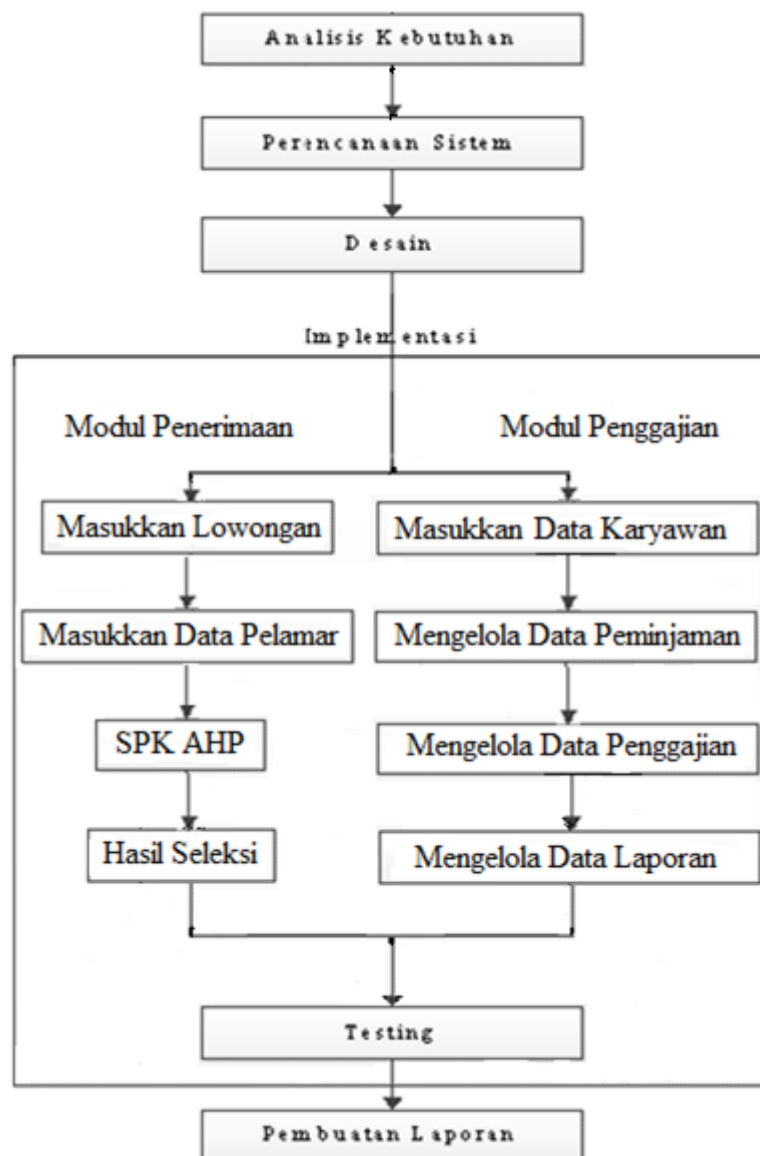 Analisis Kebutuhan
Perencanaan Sistem
Desain
Implementasi
Modul Penerimaan
Modul Penggajian
Masukkan Lowongan
Masukkan Data Karyawan
Masukkan Data Pelamar
Mengelola Data Peminjaman
SPK AHP
Mengelola Data Penggajian
Hasil Seleksi
Mengelola Data Laporan
Testing
Pembuatan Laporan